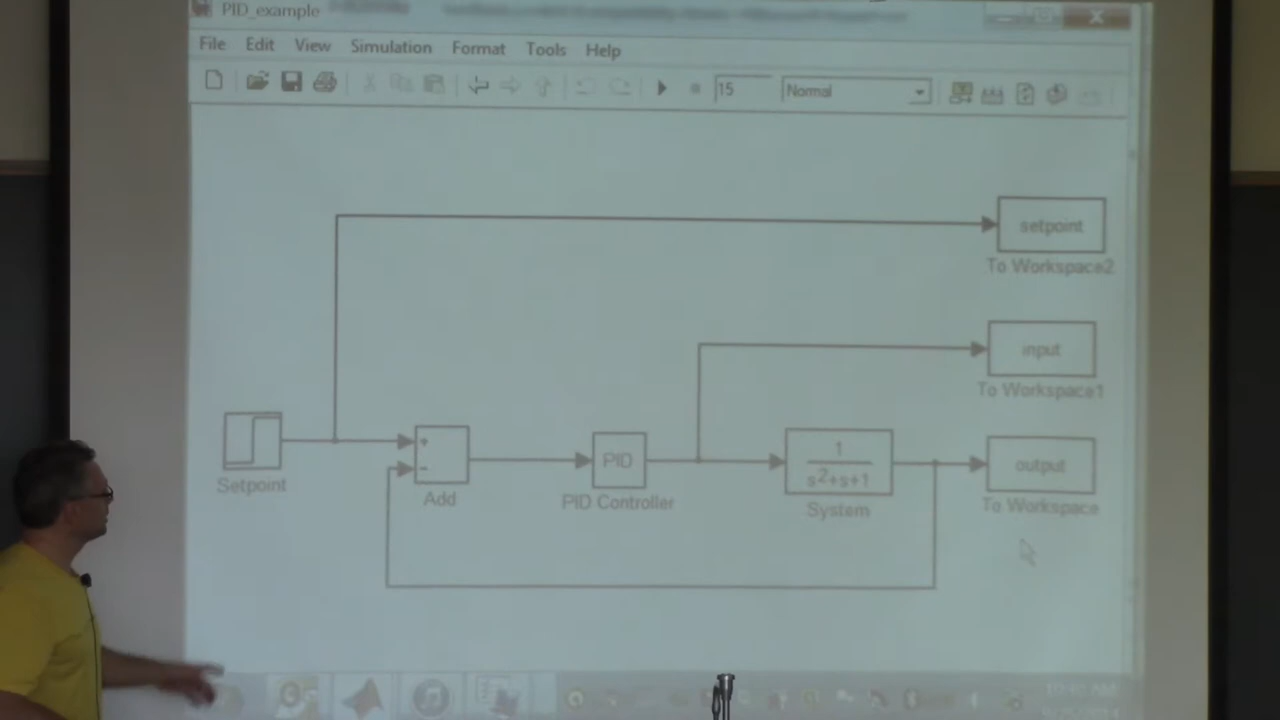 PID_example
File Edit View Simulation Format Tools Help
15 Normal
setpoint
To Workspace2
input
To Workspace1
+
−
Setpoint
Add
PID
PID Controller
1
s²+s+1
System
output
To Workspace